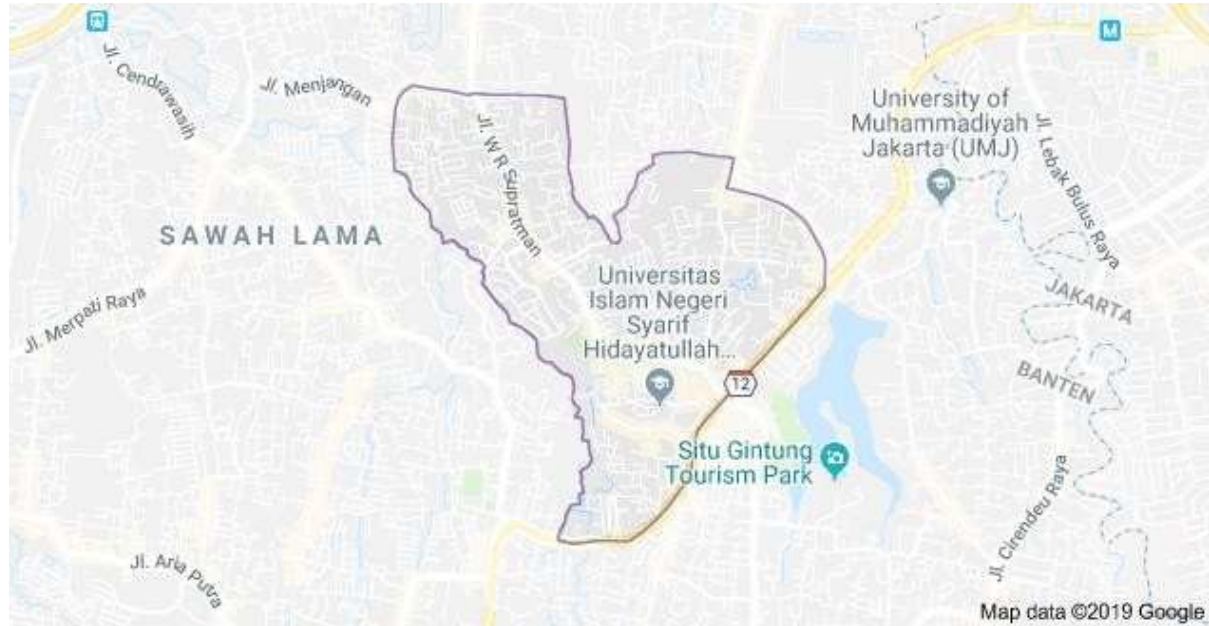 Jl. Cendrawasih
Jl. Menjangan
Jl. W R Supratman
University of
Muhammadiyah
Jakarta (UMJ)
Jl. Lebak Bulus Raya
M
SAWAH LAMA
Jl. Merpati Raya
Universitas
Islam Negeri
Syarif
Hidayatullah...
12
JAKARTA
BANTEN
Situ Gintung
Tourism Park
Jl. Cirendeu Raya
Jl. Aria Putra
Map data ©2019 Google